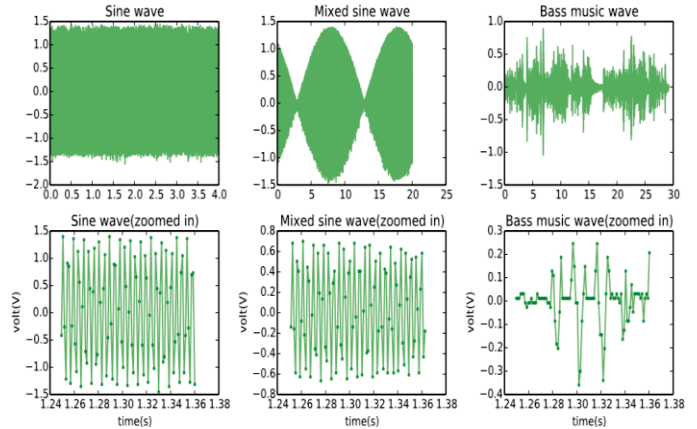 Sine wave
1.5
1.0
0.5
0.0
−0.5
−1.0
−1.5
−2.0
0.0 0.5 1.0 1.5 2.0 2.5 3.0 3.5 4.0
Mixed sine wave
1.5
1.0
0.5
0.0
−0.5
−1.0
−1.5
0 5 10 15 20 25
Bass music wave
1.0
0.5
0.0
−0.5
−1.0
−1.5
0 5 10 15 20 25 30
Sine wave(zoomed in)
1.5
1.0
0.5
0.0
−0.5
−1.0
−1.5
volt(V)
1.24 1.26 1.28 1.30 1.32 1.34 1.36 1.38
time(s)
Mixed sine wave(zoomed in)
0.8
0.6
0.4
0.2
0.0
−0.2
−0.4
−0.6
−0.8
volt(V)
1.24 1.26 1.28 1.30 1.32 1.34 1.36 1.38
time(s)
Bass music wave(zoomed in)
0.3
0.2
0.1
0.0
−0.1
−0.2
−0.3
−0.4
volt(V)
1.24 1.26 1.28 1.30 1.32 1.34 1.36 1.38
time(s)